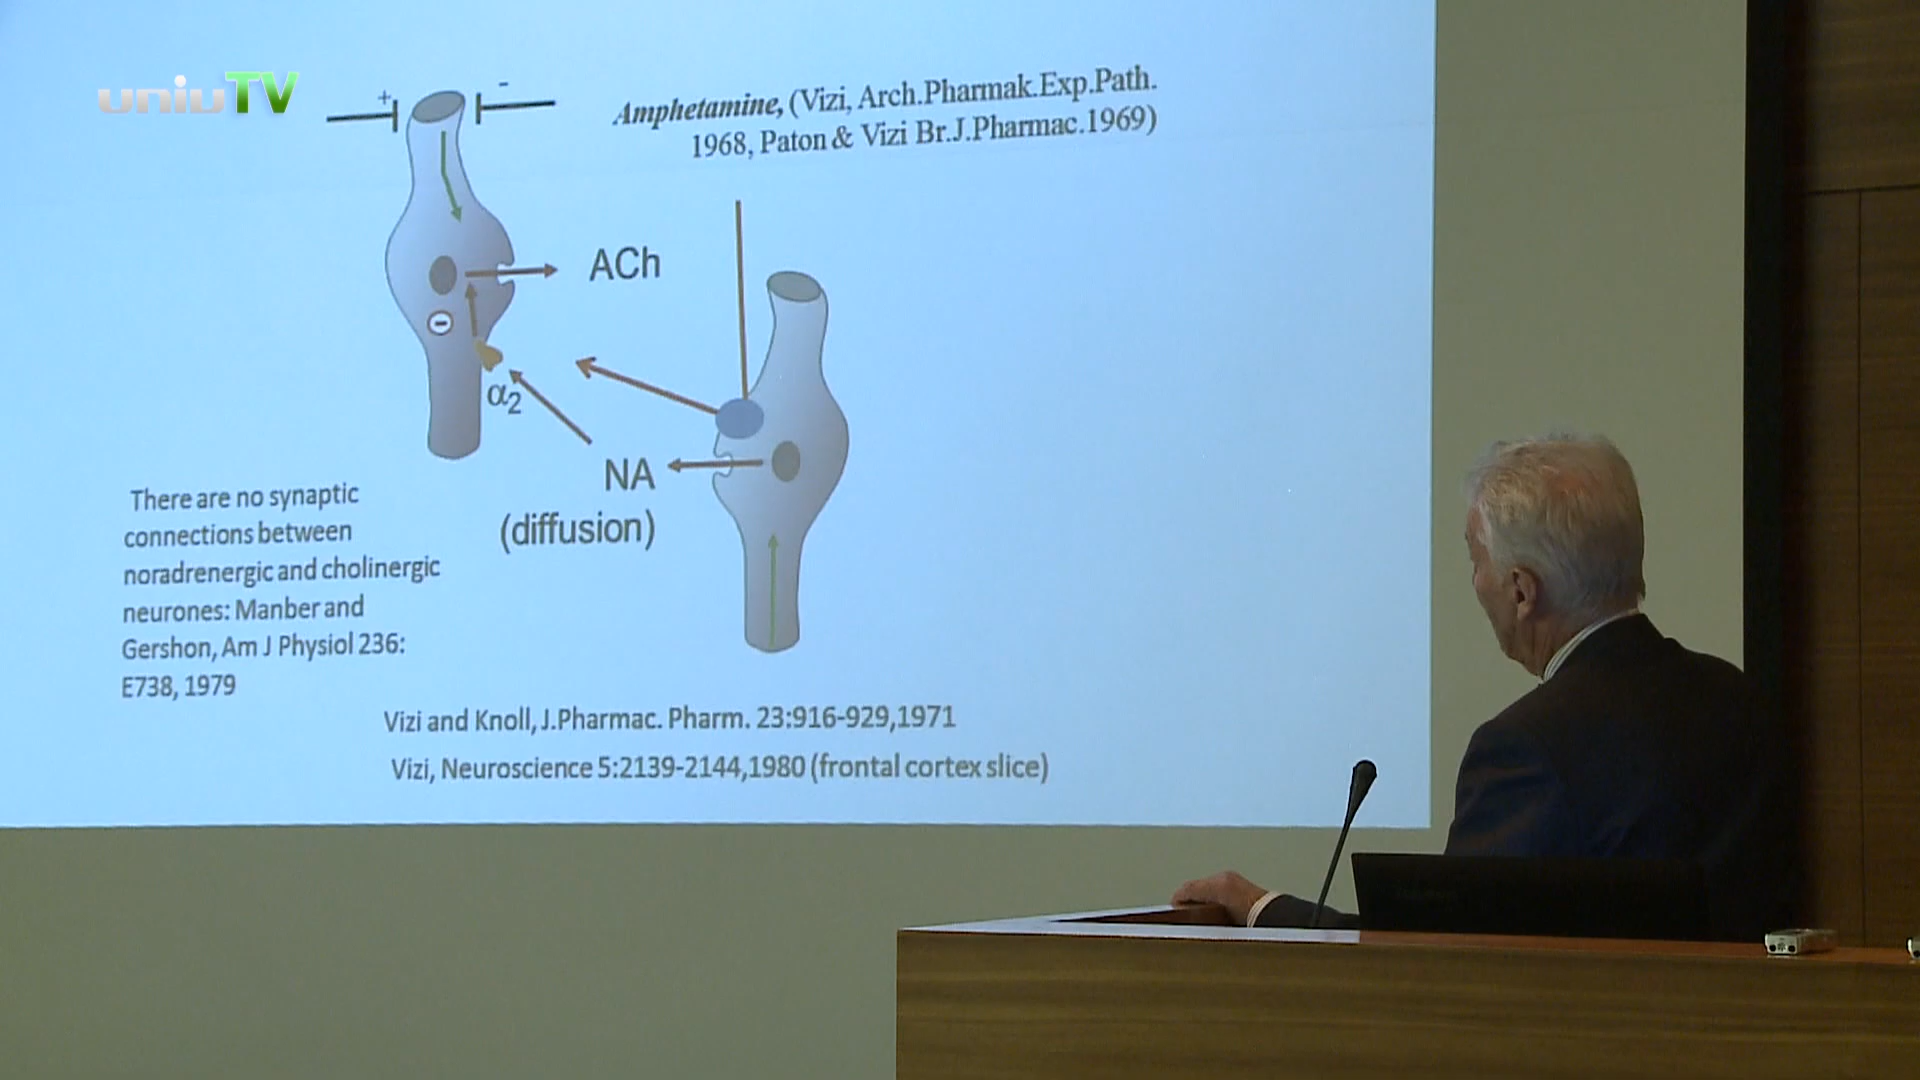 uniuTV
+
-
Amphetamine, (Vizi, Arch.Pharmak.Exp.Path.
1968, Paton & Vizi Br.J.Pharmac.1969)
ACh
α2
NA
(diffusion)
There are no synaptic
connections between
noradrenergic and cholinergic
neurones: Manber and
Gershon, Am J Physiol 236:
E738, 1979
Vizi and Knoll, J.Pharmac. Pharm. 23:916-929,1971
Vizi, Neuroscience 5:2139-2144,1980 (frontal cortex slice)